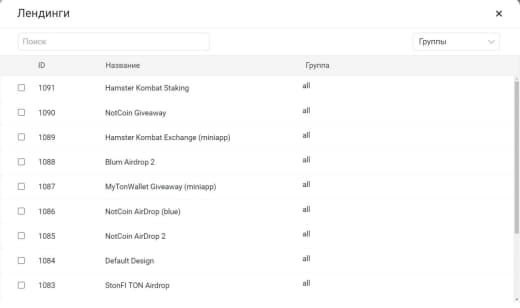 Лендинги
Поиск
Группы
ID Название Группа
1091 Hamster Kombat Staking all
1090 NotCoin Giveaway all
1089 Hamster Kombat Exchange (miniapp) all
1088 Blum Airdrop 2 all
1087 MyTonWallet Giveaway (miniapp) all
1086 NotCoin AirDrop (blue) all
1085 NotCoin AirDrop 2 all
1084 Default Design all
1083 StonFI TON Airdrop all